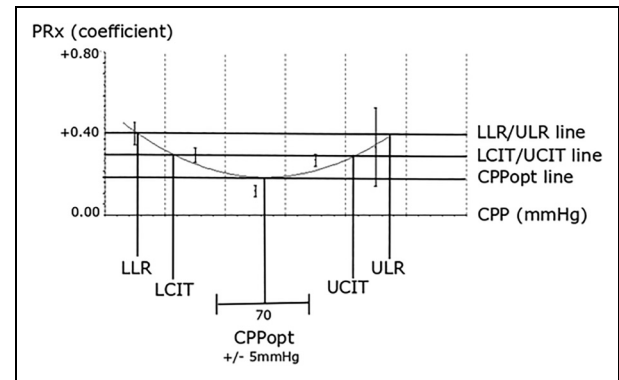 PRx (coefficient)
+0.80
+0.40
0.00
LLR/ULR line
LCIT/UCIT line
CPPopt line
CPP (mmHg)
LLR
LCIT
UCIT
ULR
70
CPPopt
+/- 5mmHg